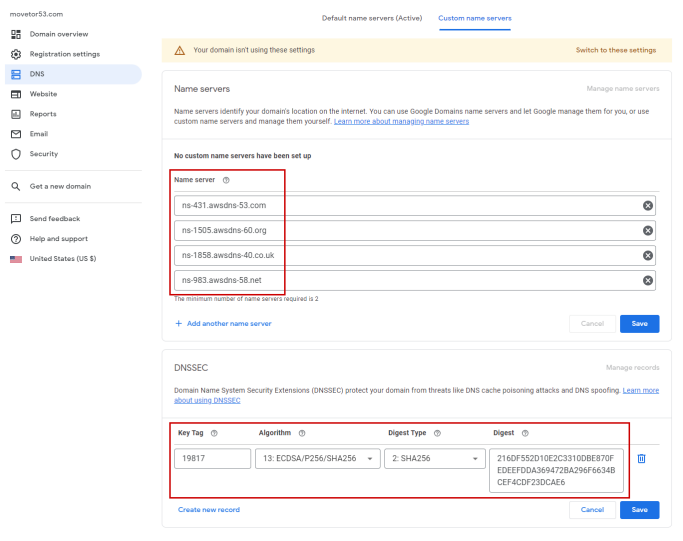 movetor53.com
Default name servers (Active)
Custom name servers
Domain overview
Registration settings
DNS
Website
Reports
Email
Security
Get a new domain
Send feedback
Help and support
United States (US $)
Your domain isn't using these settings
Switch to these settings
Name servers
Manage name servers
Name servers identify your domain's location on the internet. You can use Google Domains name servers and let Google manage them for you, or use
custom name servers and manage them yourself. Learn more about managing name servers
No custom name servers have been set up
Name server
ns-431.awsdns-53.com
ns-1505.awsdns-60.org
ns-1858.awsdns-40.co.uk
ns-983.awsdns-58.net
The minimum number of name servers required is 2
+ Add another name server
Cancel
Save
DNSSEC
Manage records
Domain Name System Security Extensions (DNSSEC) protect your domain from threats like DNS cache poisoning attacks and DNS spoofing. Learn more
about using DNSSEC
Key Tag
Algorithm
Digest Type
Digest
19817
13: ECDSA/P256/SHA256
2: SHA256
216DF552D10E2C3310DBE870F
EDEEFDDA369472BA296F6634B
CEF4CDF23DCAE6
Create new record
Cancel
Save